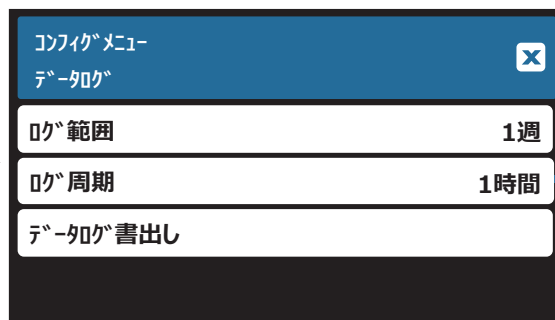 ｺﾝﾌｨｸﾞﾒﾆｭｰ
ﾃﾞｰﾀﾛｸﾞ
ﾛｸﾞ範囲 1週
ﾛｸﾞ周期 1時間
ﾃﾞｰﾀﾛｸﾞ書出し